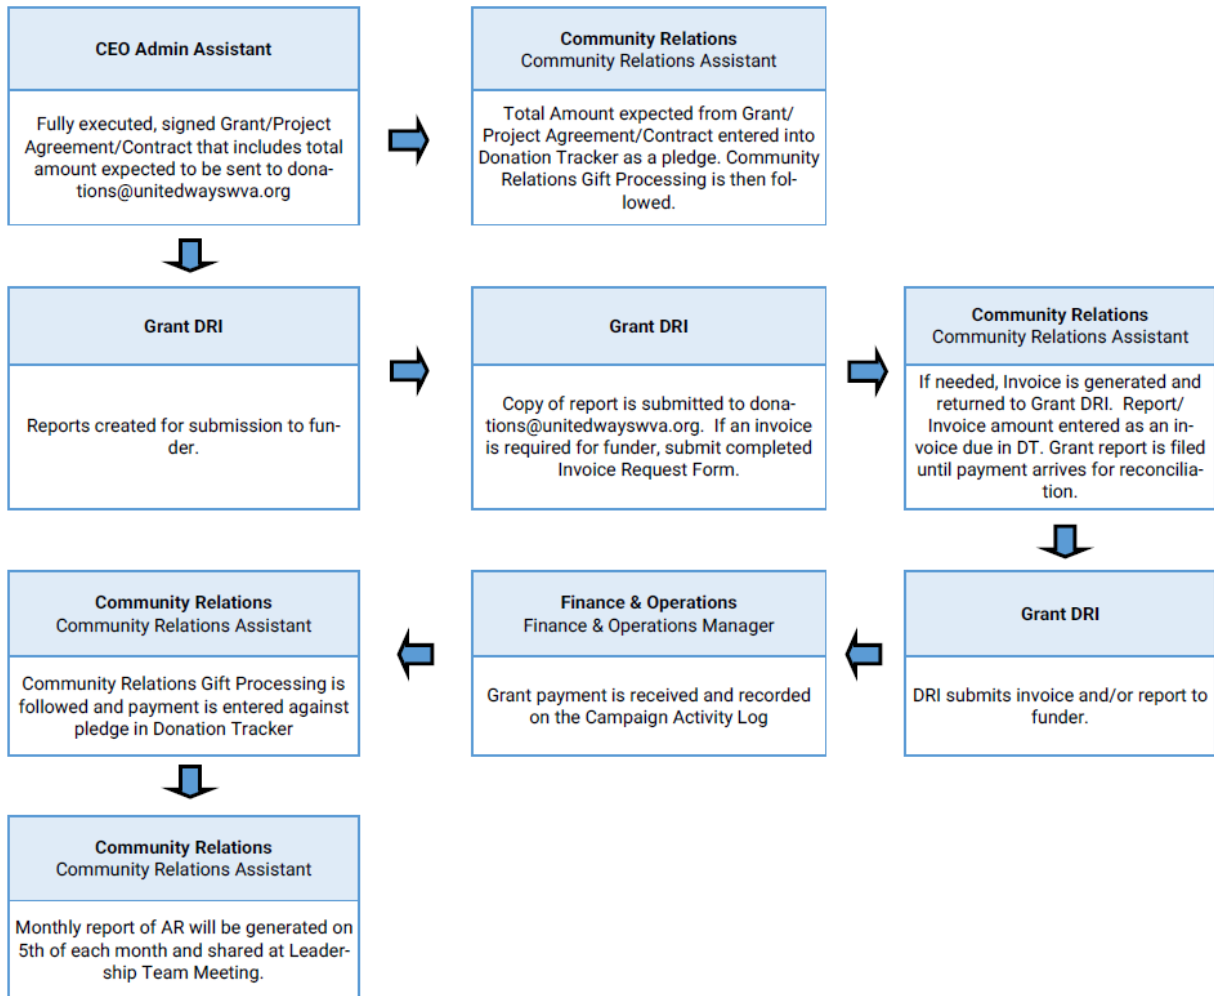 CEO Admin Assistant
Fully executed, signed Grant/Project
Agreement/Contract that includes total
amount expected to be sent to dona-
tions@unitedwayswva.org
Community Relations
Community Relations Assistant
Total Amount expected from Grant/
Project Agreement/Contract entered into
Donation Tracker as a pledge. Community
Relations Gift Processing is then fol-
lowed.
Grant DRI
Reports created for submission to fun-
der.
Grant DRI
Copy of report is submitted to dona-
tions@unitedwayswva.org.  If an invoice
is required for funder, submit completed
Invoice Request Form.
Community Relations
Community Relations Assistant
If needed, Invoice is generated and
returned to Grant DRI.  Report/
Invoice amount entered as an in-
voice due in DT. Grant report is filed
until payment arrives for reconcilia-
tion.
Grant DRI
DRI submits invoice and/or report to
funder.
Finance & Operations
Finance & Operations Manager
Grant payment is received and recorded
on the Campaign Activity Log
Community Relations
Community Relations Assistant
Community Relations Gift Processing is
followed and payment is entered against
pledge in Donation Tracker
Community Relations
Community Relations Assistant
Monthly report of AR will be generated on
5th of each month and shared at Leader-
ship Team Meeting.